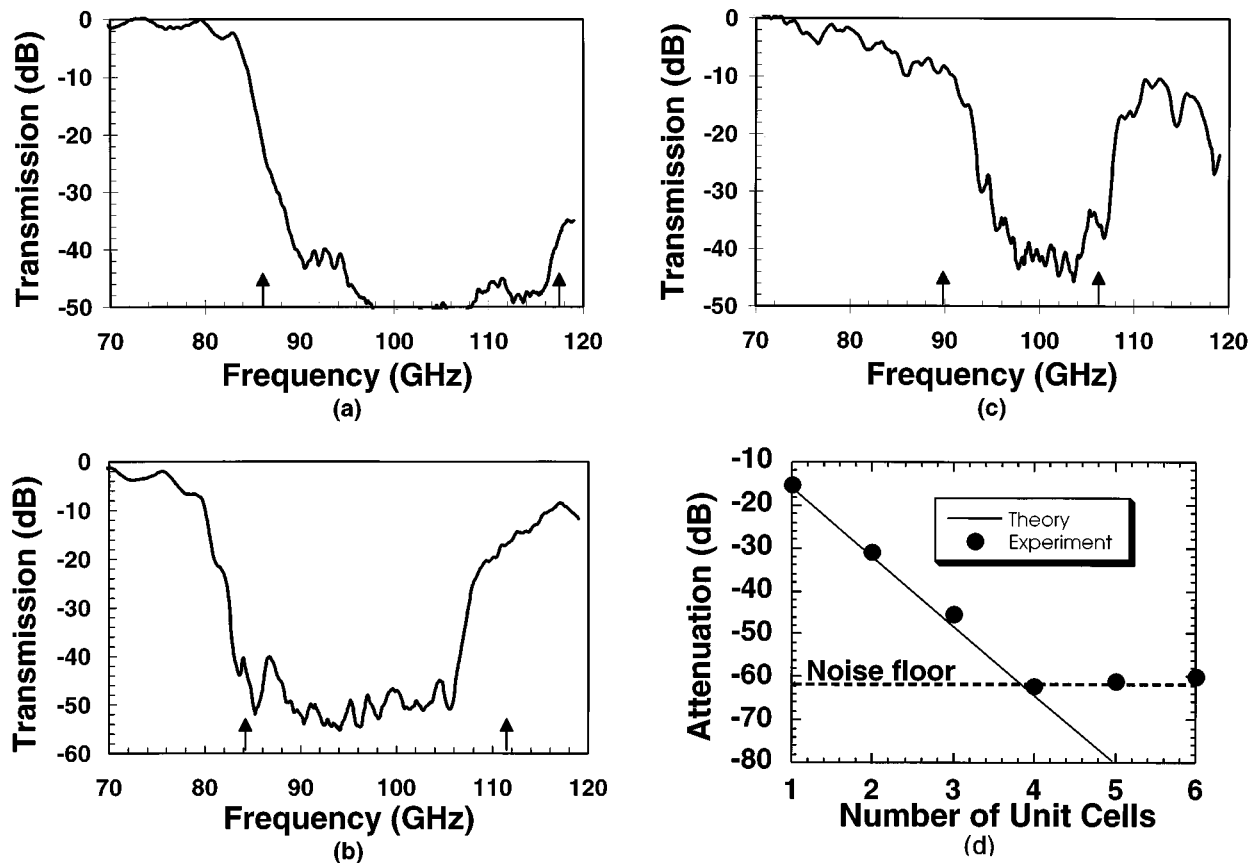 0
-10
-20
-30
-40
-50
Transmission (dB)
70 80 90 100 110 120
Frequency (GHz)
(a)
0
-10
-20
-30
-40
-50
-60
Transmission (dB)
70 80 90 100 110 120
Frequency (GHz)
(b)
0
-10
-20
-30
-40
-50
Transmission (dB)
70 80 90 100 110 120
Frequency (GHz)
(c)
-10
-20
-30
-40
-50
-60
-70
-80
Attenuation (dB)
Theory
Experiment
Noise floor
1 2 3 4 5 6
Number of Unit Cells
(d)